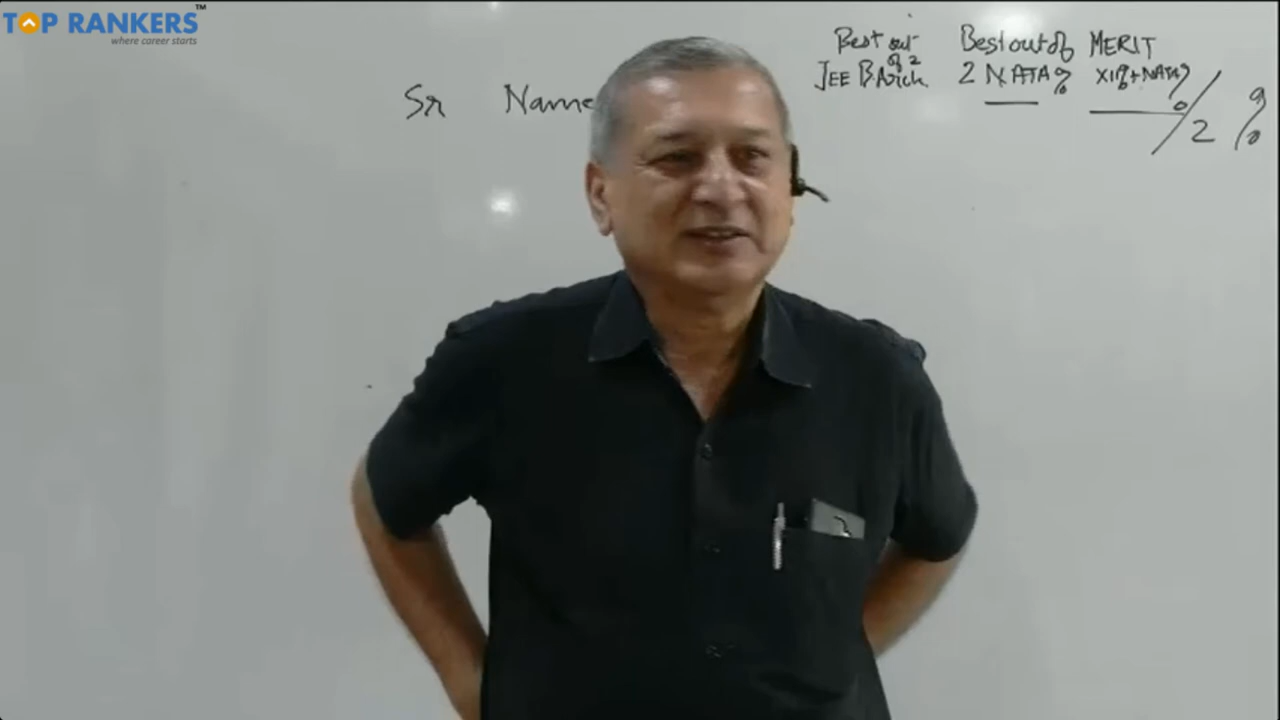 TOP RANKERS™
where career starts
Sr Name
Best out of 2
JEE BArch
Best out of
2 NATA %
MERIT
XII%+NATA%
/2 %